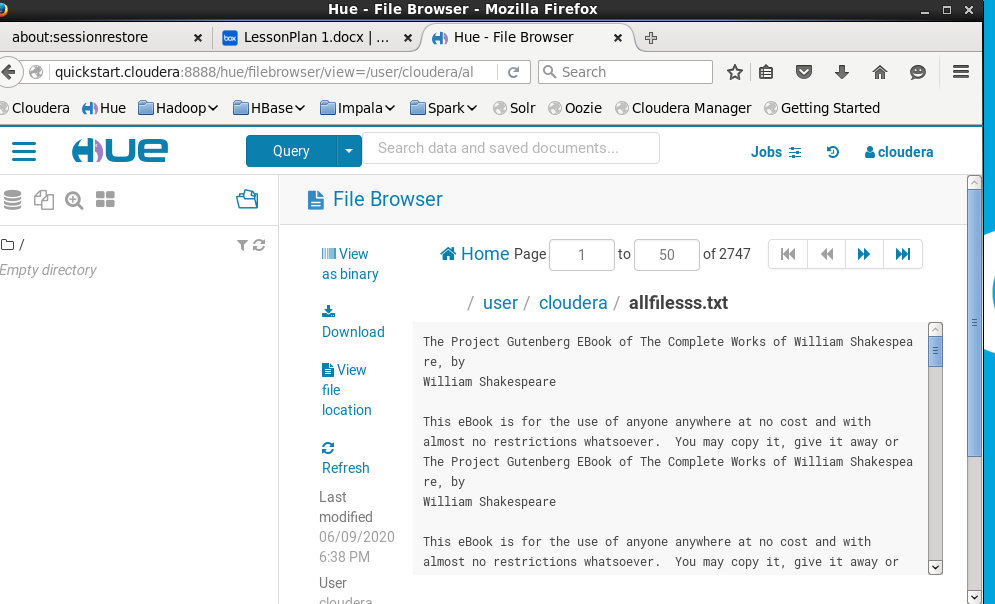 Hue - File Browser - Mozilla Firefox
about:sessionrestore
box
LessonPlan 1.docx | ...
Hue - File Browser
quickstart.cloudera:8888/hue/filebrowser/view=/user/cloudera/al
Search
Cloudera Hue Hadoop HBase Impala Spark Solr Oozie Cloudera Manager Getting Started
HUE
Query
Search data and saved documents...
Jobs
cloudera
/
Empty directory
File Browser
View
as binary
Download
View
file
location
Refresh
Last
modified
06/09/2020
6:38 PM
User
cloudera
Home Page 1 to 50 of 2747
/ user / cloudera / allfilesss.txt
The Project Gutenberg EBook of The Complete Works of William Shakespea
re, by
William Shakespeare
This eBook is for the use of anyone anywhere at no cost and with
almost no restrictions whatsoever.  You may copy it, give it away or
The Project Gutenberg EBook of The Complete Works of William Shakespea
re, by
William Shakespeare
This eBook is for the use of anyone anywhere at no cost and with
almost no restrictions whatsoever.  You may copy it, give it away or